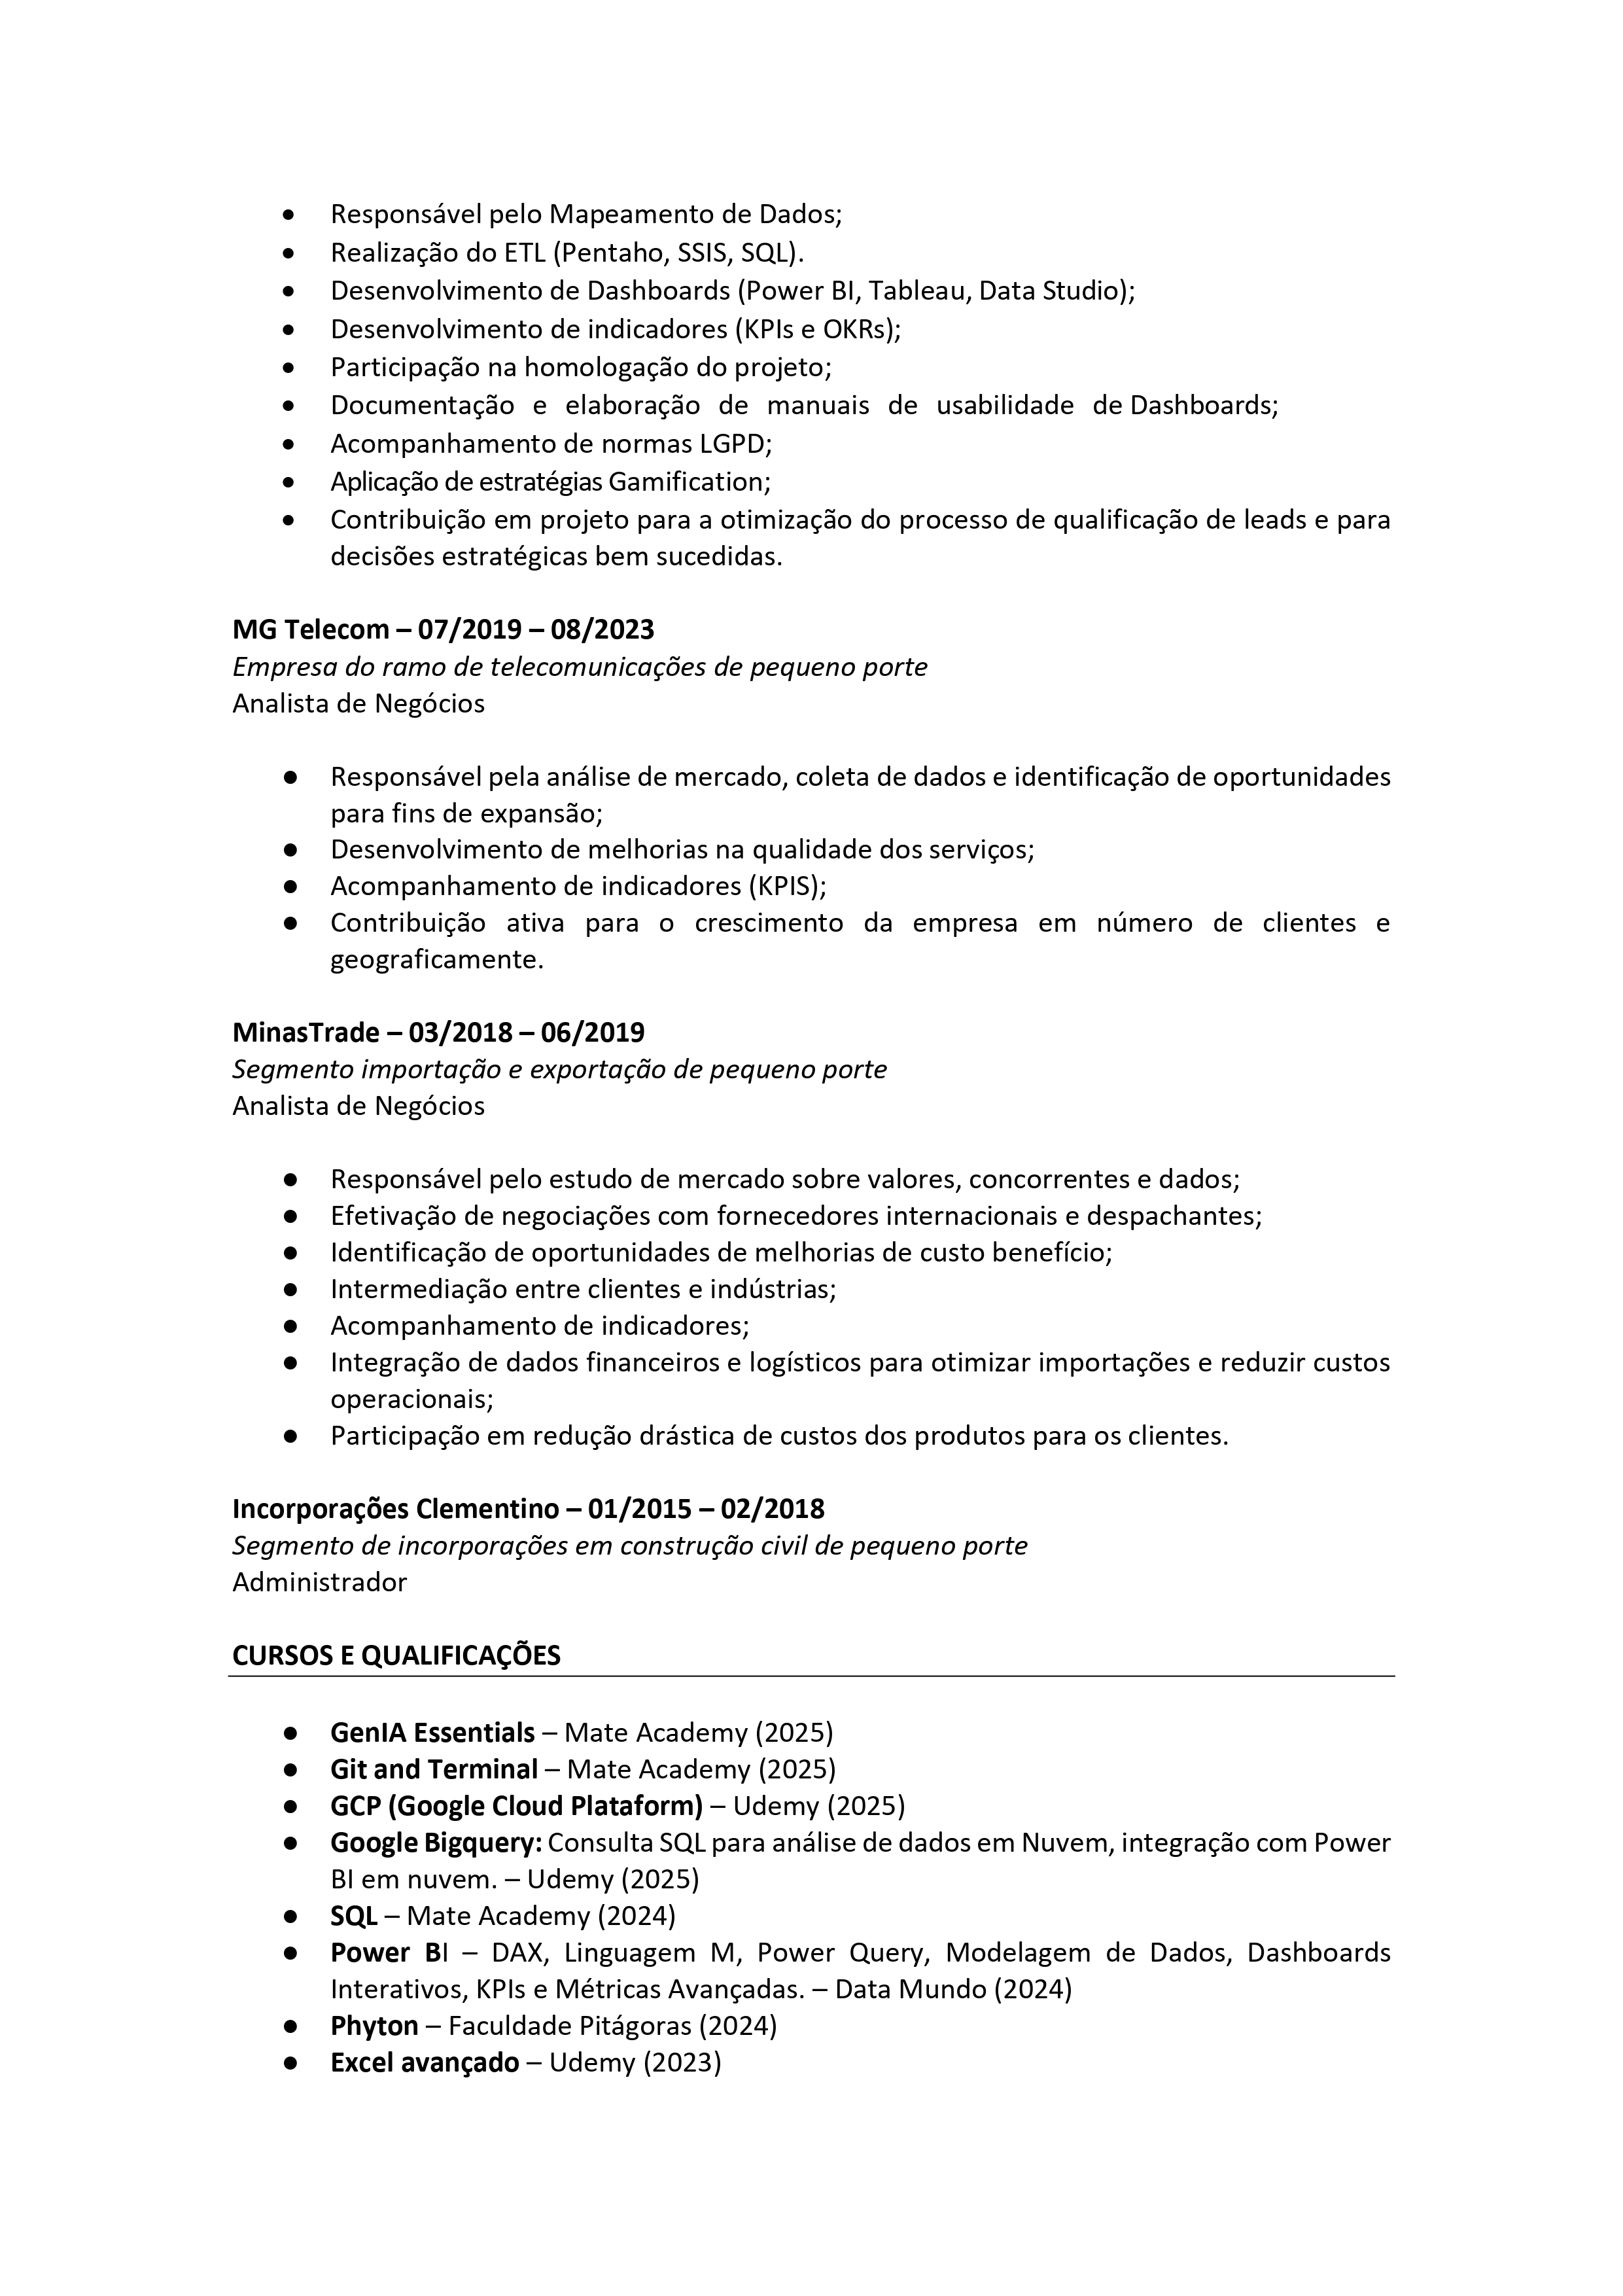 ● Responsável pelo Mapeamento de Dados;
● Realização do ETL (Pentaho, SSIS, SQL).
● Desenvolvimento de Dashboards (Power BI, Tableau, Data Studio);
● Desenvolvimento de indicadores (KPIs e OKRs);
● Participação na homologação do projeto;
● Documentação e elaboração de manuais de usabilidade de Dashboards;
● Acompanhamento de normas LGPD;
● Aplicação de estratégias Gamification;
● Contribuição em projeto para a otimização do processo de qualificação de leads e para
decisões estratégicas bem sucedidas.
MG Telecom – 07/2019 – 08/2023
Empresa do ramo de telecomunicações de pequeno porte
Analista de Negócios
● Responsável pela análise de mercado, coleta de dados e identificação de oportunidades
para fins de expansão;
● Desenvolvimento de melhorias na qualidade dos serviços;
● Acompanhamento de indicadores (KPIS);
● Contribuição ativa para o crescimento da empresa em número de clientes e
geograficamente.
MinasTrade – 03/2018 – 06/2019
Segmento importação e exportação de pequeno porte
Analista de Negócios
● Responsável pelo estudo de mercado sobre valores, concorrentes e dados;
● Efetivação de negociações com fornecedores internacionais e despachantes;
● Identificação de oportunidades de melhorias de custo benefício;
● Intermediação entre clientes e indústrias;
● Acompanhamento de indicadores;
● Integração de dados financeiros e logísticos para otimizar importações e reduzir custos
operacionais;
● Participação em redução drástica de custos dos produtos para os clientes.
Incorporações Clementino – 01/2015 – 02/2018
Segmento de incorporações em construção civil de pequeno porte
Administrador
CURSOS E QUALIFICAÇÕES
● GenIA Essentials – Mate Academy (2025)
● Git and Terminal – Mate Academy (2025)
● GCP (Google Cloud Plataform) – Udemy (2025)
● Google Bigquery: Consulta SQL para análise de dados em Nuvem, integração com Power
BI em nuvem. – Udemy (2025)
● SQL – Mate Academy (2024)
● Power BI – DAX, Linguagem M, Power Query, Modelagem de Dados, Dashboards
Interativos, KPIs e Métricas Avançadas. – Data Mundo (2024)
● Phyton – Faculdade Pitágoras (2024)
● Excel avançado – Udemy (2023)